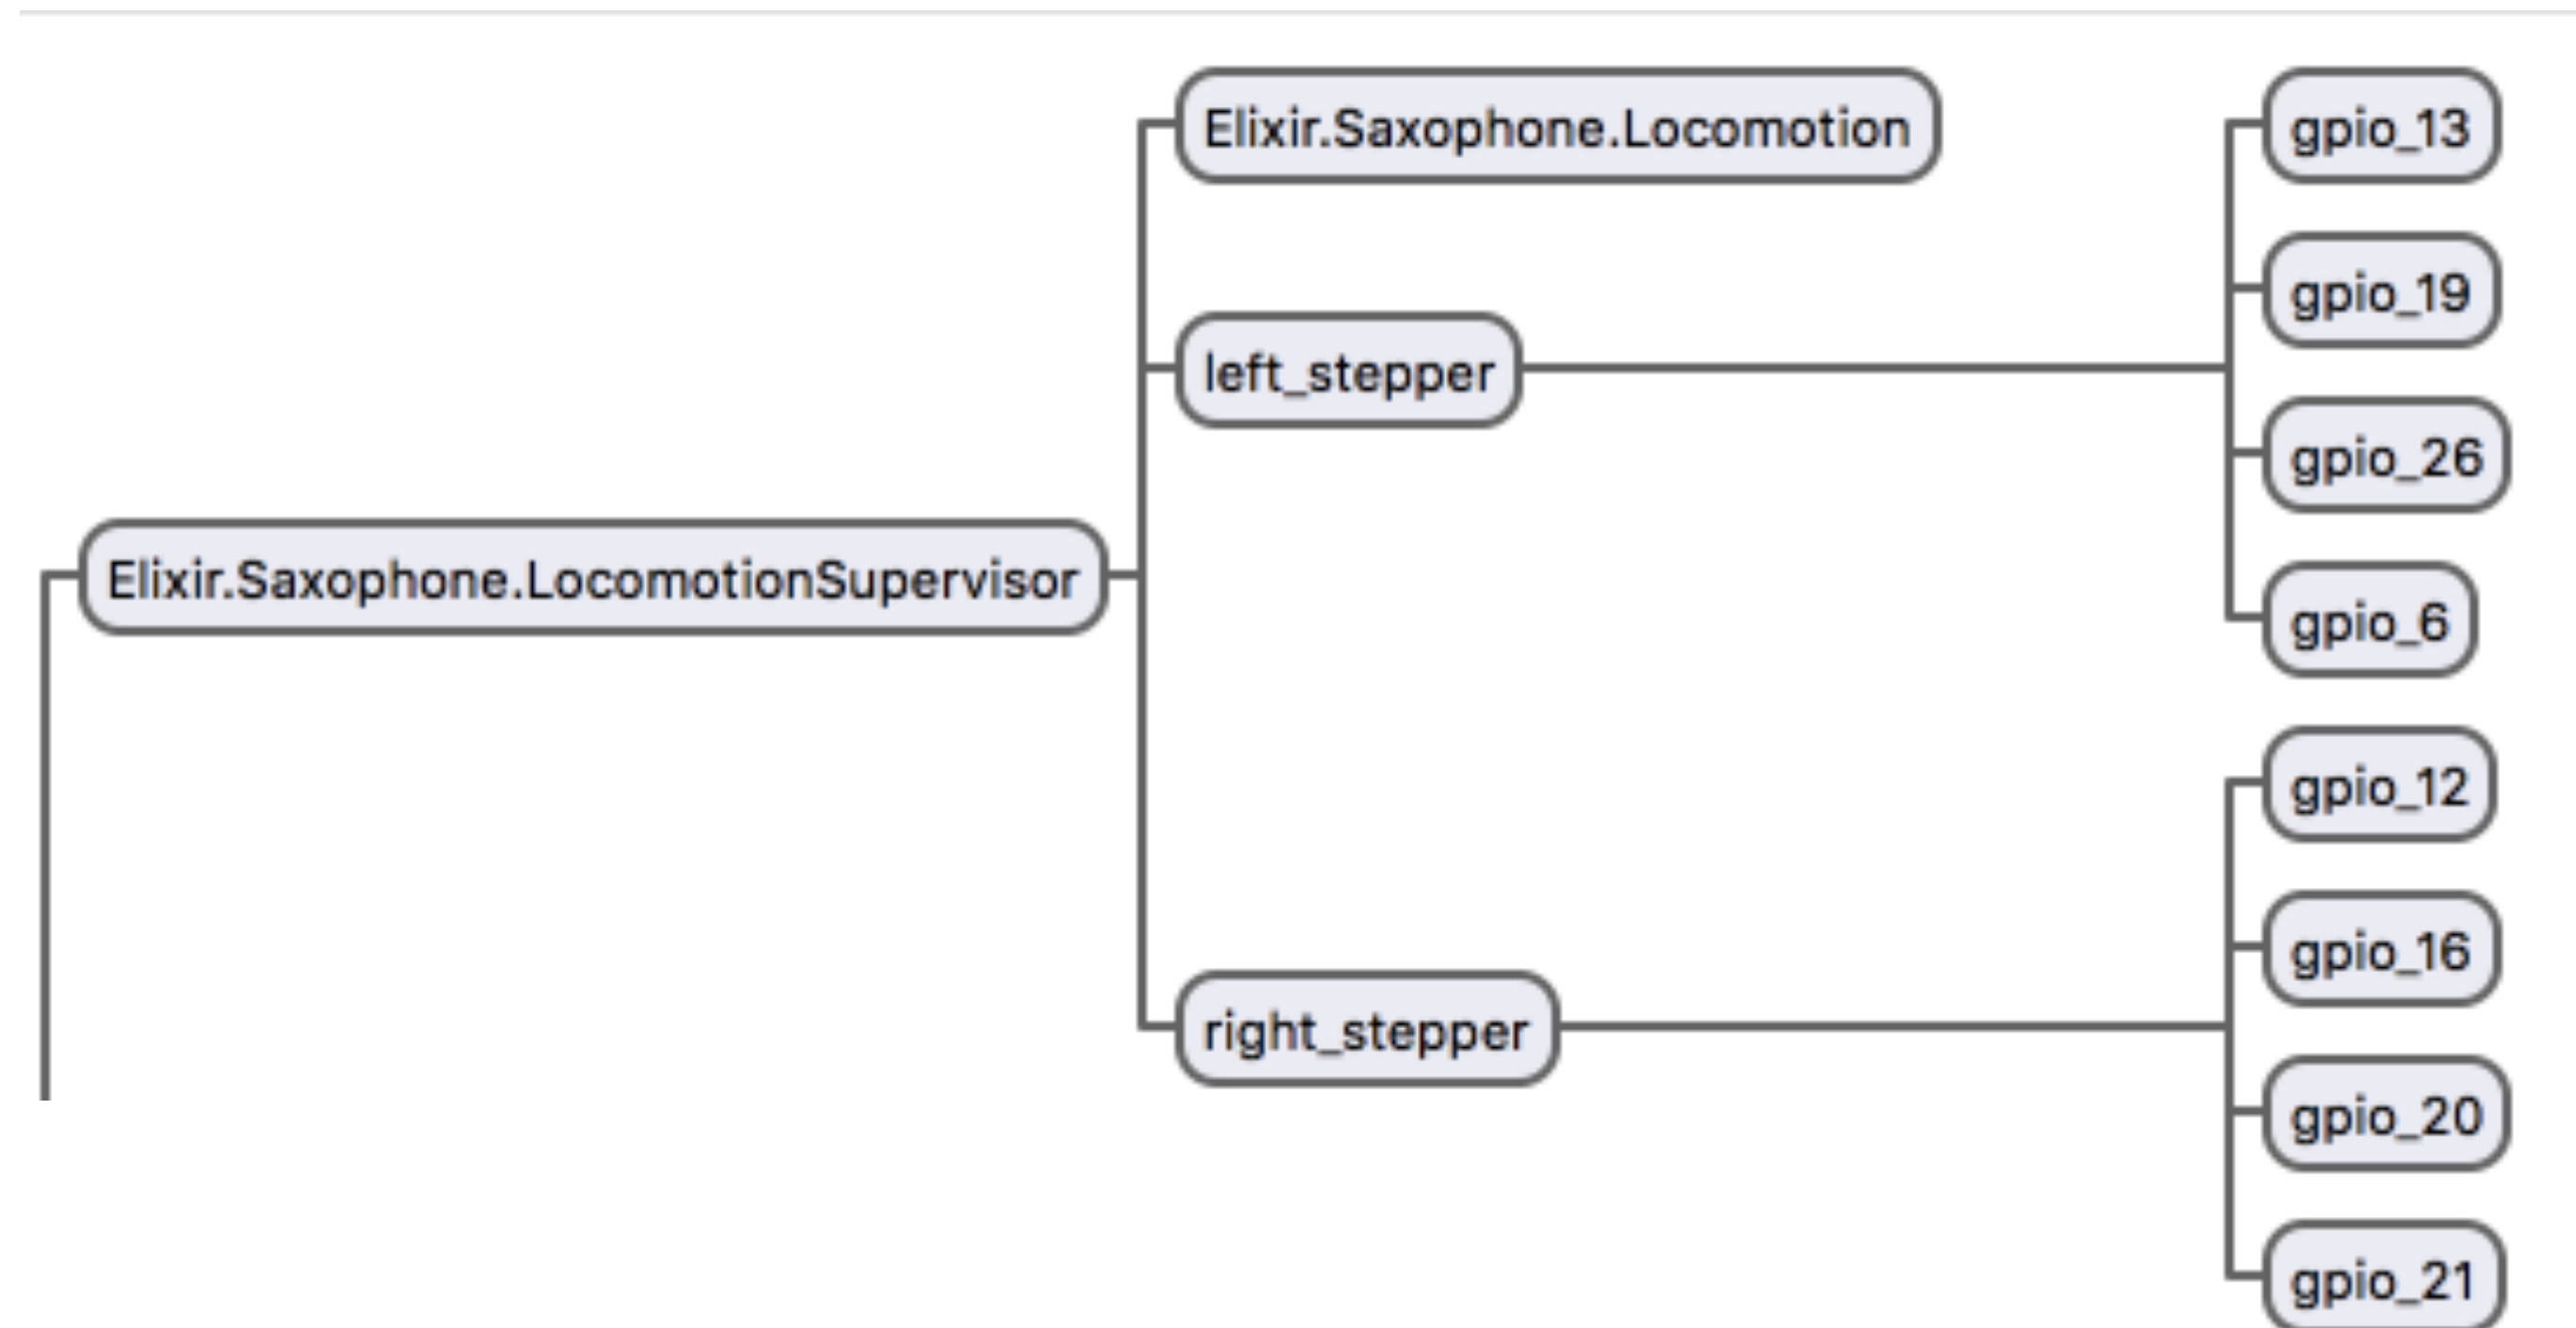 Elixir.Saxophone.LocomotionSupervisor
Elixir.Saxophone.Locomotion
left_stepper
gpio_13
gpio_19
gpio_26
gpio_6
right_stepper
gpio_12
gpio_16
gpio_20
gpio_21